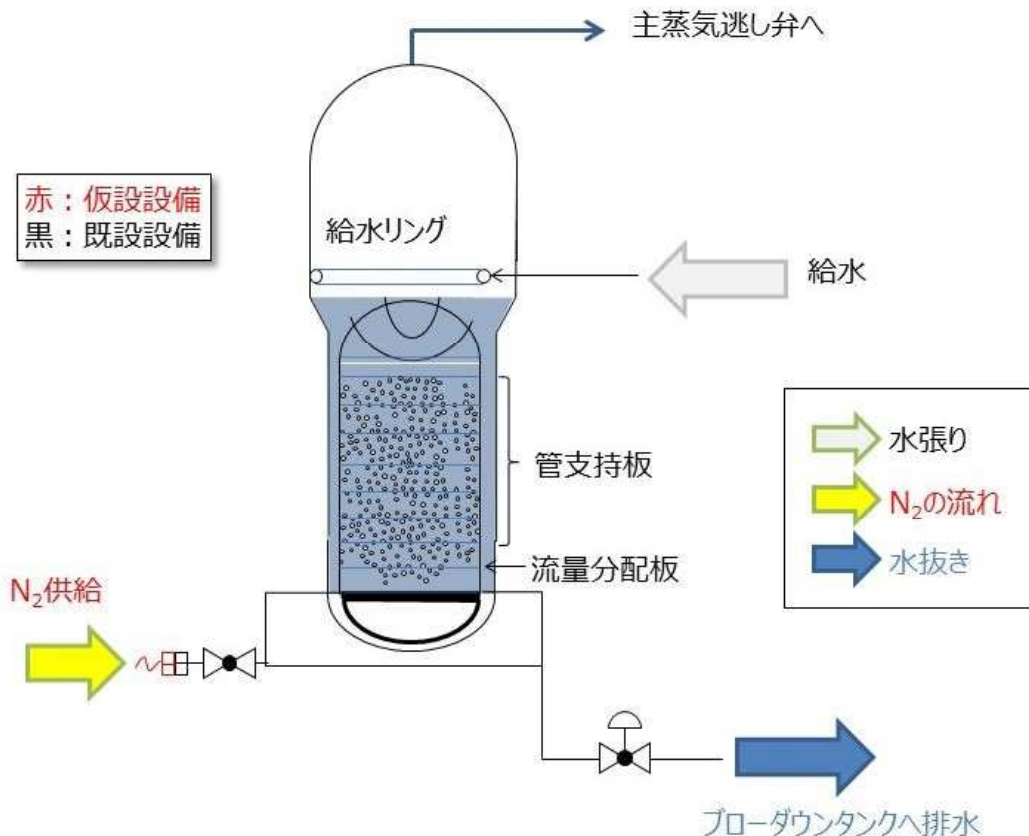 主蒸気逃し弁へ
赤：仮設設備
黒：既設設備
給水リング
給水
管支持板
水張り
N₂の流れ
水抜き
流量分配板
N₂供給
ブローダウンタンクへ排水